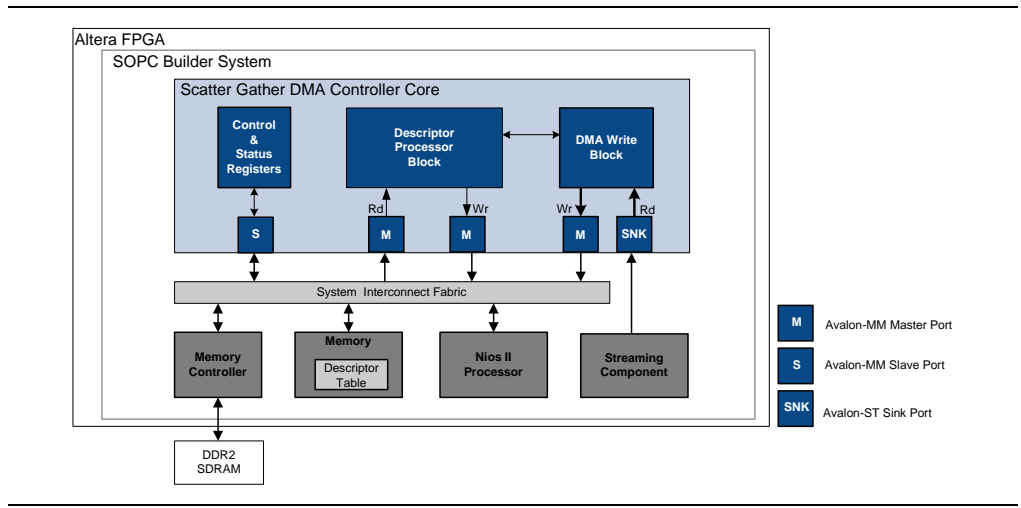 Altera FPGA
SOPC Builder System
Scatter Gather DMA Controller Core
Control
&
Status
Registers
Descriptor
Processor
Block
DMA Write
Block
Rd
Wr
Wr
Rd
S
M
M
M
SNK
System Interconnect Fabric
Memory
Controller
Memory
Descriptor
Table
Nios II
Processor
Streaming
Component
DDR2
SDRAM
M
Avalon-MM Master Port
S
Avalon-MM Slave Port
SNK
Avalon-ST Sink Port